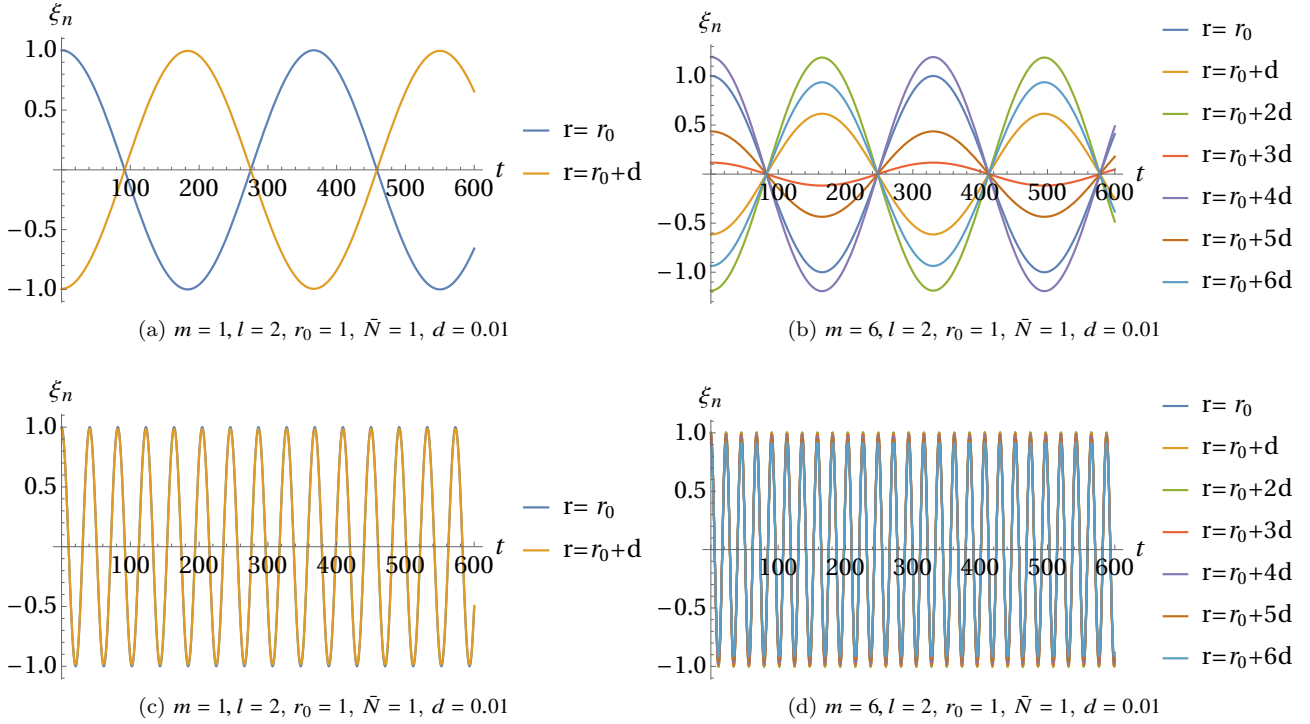 ξₙ
1.0
0.5
-0.5
-1.0
100 200 300 400 500 600
t
r= r₀
r=r₀+d
(a) m = 1, l = 2, r₀ = 1, N̄ = 1, d = 0.01
ξₙ
1.0
0.5
-0.5
-1.0
100 200 300 400 500 600
t
r= r₀
r=r₀+d
r=r₀+2d
r=r₀+3d
r=r₀+4d
r=r₀+5d
r=r₀+6d
(b) m = 6, l = 2, r₀ = 1, N̄ = 1, d = 0.01
ξₙ
1.0
0.5
-0.5
-1.0
100 200 300 400 500 600
t
r= r₀
r=r₀+d
(c) m = 1, l = 2, r₀ = 1, N̄ = 1, d = 0.01
ξₙ
1.0
0.5
-0.5
-1.0
100 200 300 400 500 600
t
r= r₀
r=r₀+d
r=r₀+2d
r=r₀+3d
r=r₀+4d
r=r₀+5d
r=r₀+6d
(d) m = 6, l = 2, r₀ = 1, N̄ = 1, d = 0.01